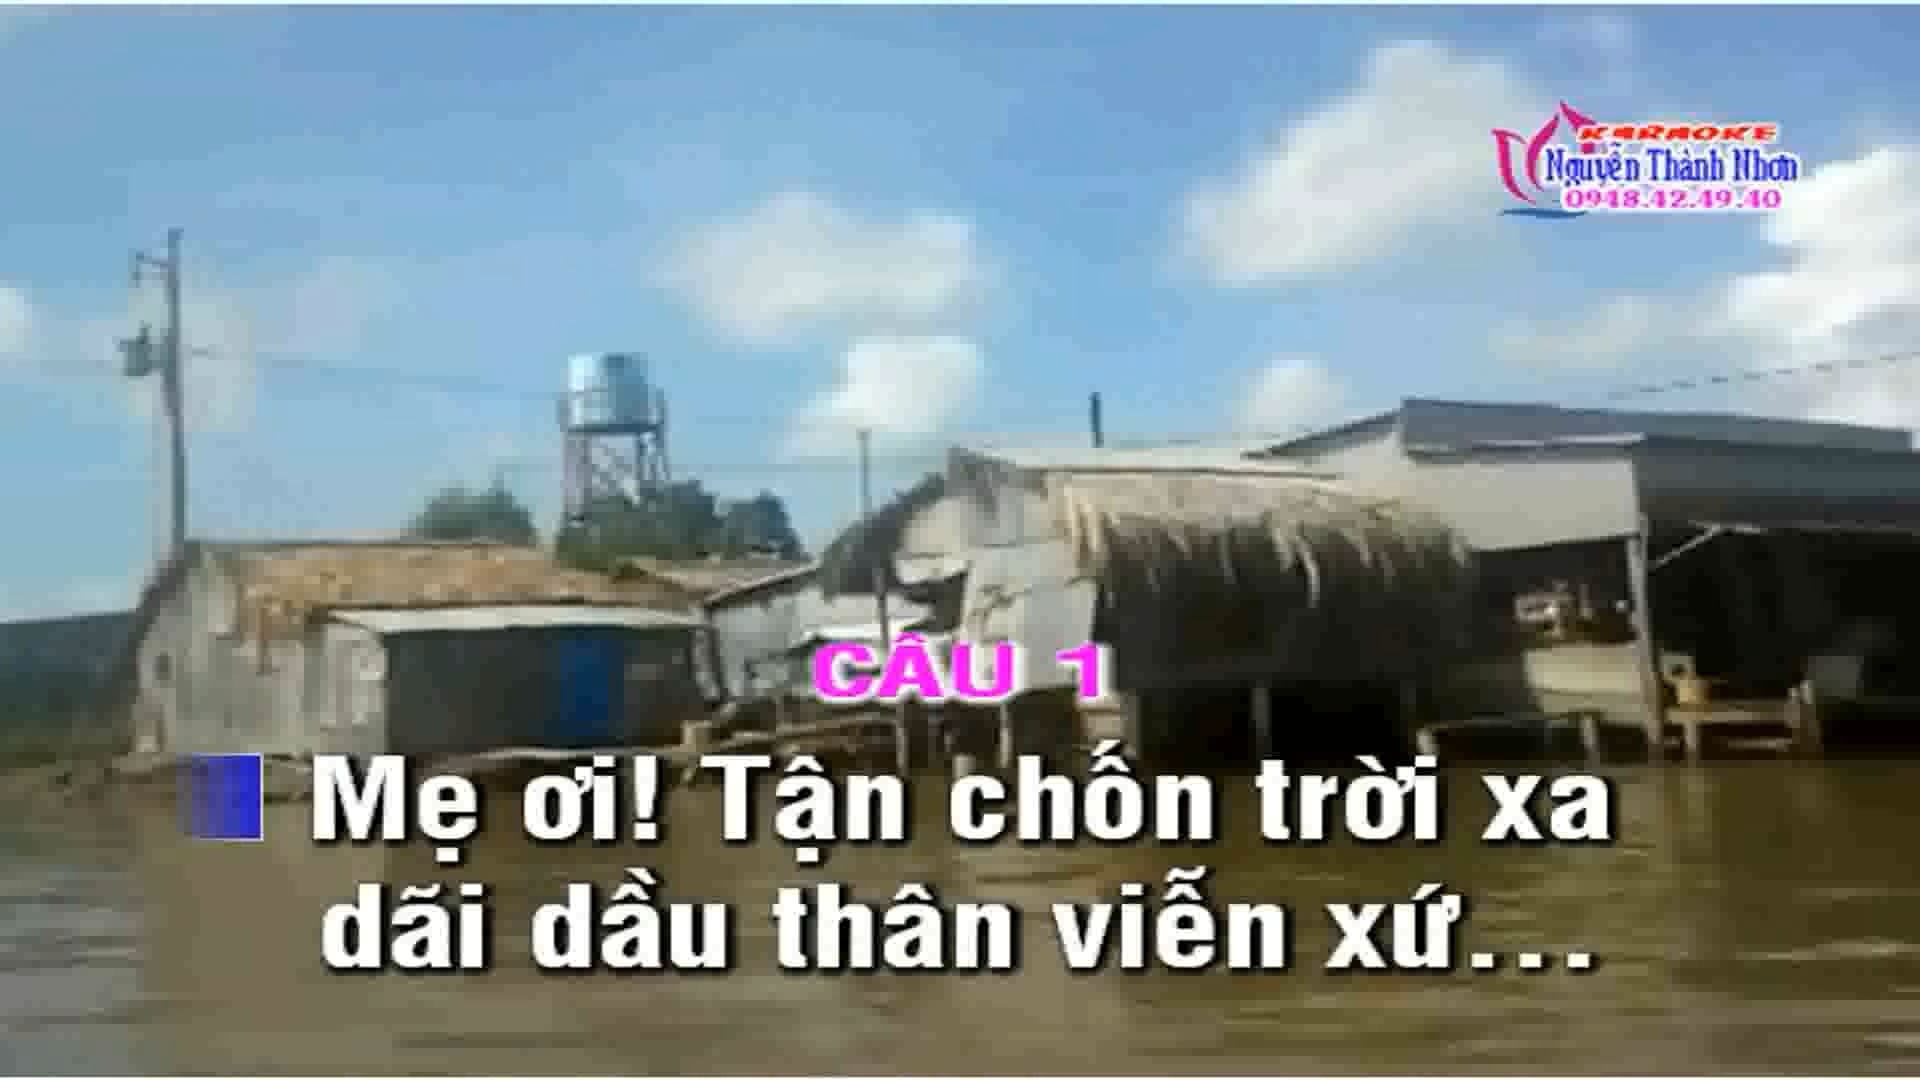 KARAOKE
Nguyễn Thành Nhơn
0948.42.49.40
CÂU 1
Mẹ ơi! Tận chốn trời xa
dãi dầu thân viễn xứ...